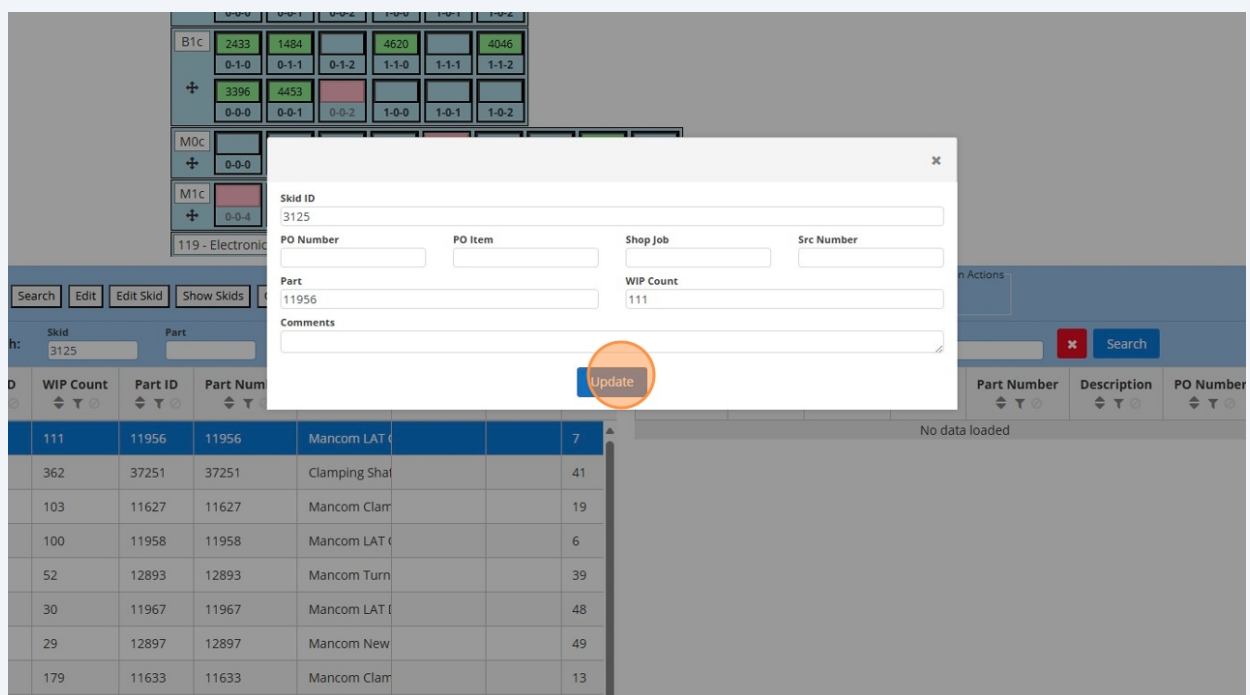 0-0-0 0-0-1 0-0-2 1-0-0 1-0-1 1-0-2
B1c 2433 1484 4620 4046
0-1-0 0-1-1 0-1-2 1-1-0 1-1-1 1-1-2
3396 4453
0-0-0 0-0-1 0-0-2 1-0-0 1-0-1 1-0-2
M0c
0-0-0
M1c
0-0-4
119 - Electronic
Skid ID
3125
PO Number PO Item Shop Job Src Number
Part WIP Count
11956 111
Comments
Update
Actions
Search Edit Edit Skid Show Skids
h: Skid Part
3125 Search
D WIP Count Part ID Part Num Part Number Description PO Number
No data loaded
111 11956 11956 Mancom LAT 7
362 37251 37251 Clamping Shaf 41
103 11627 11627 Mancom Clam 19
100 11958 11958 Mancom LAT 6
52 12893 12893 Mancom Turn 39
30 11967 11967 Mancom LAT 48
29 12897 12897 Mancom New 49
179 11633 11633 Mancom Clam 13